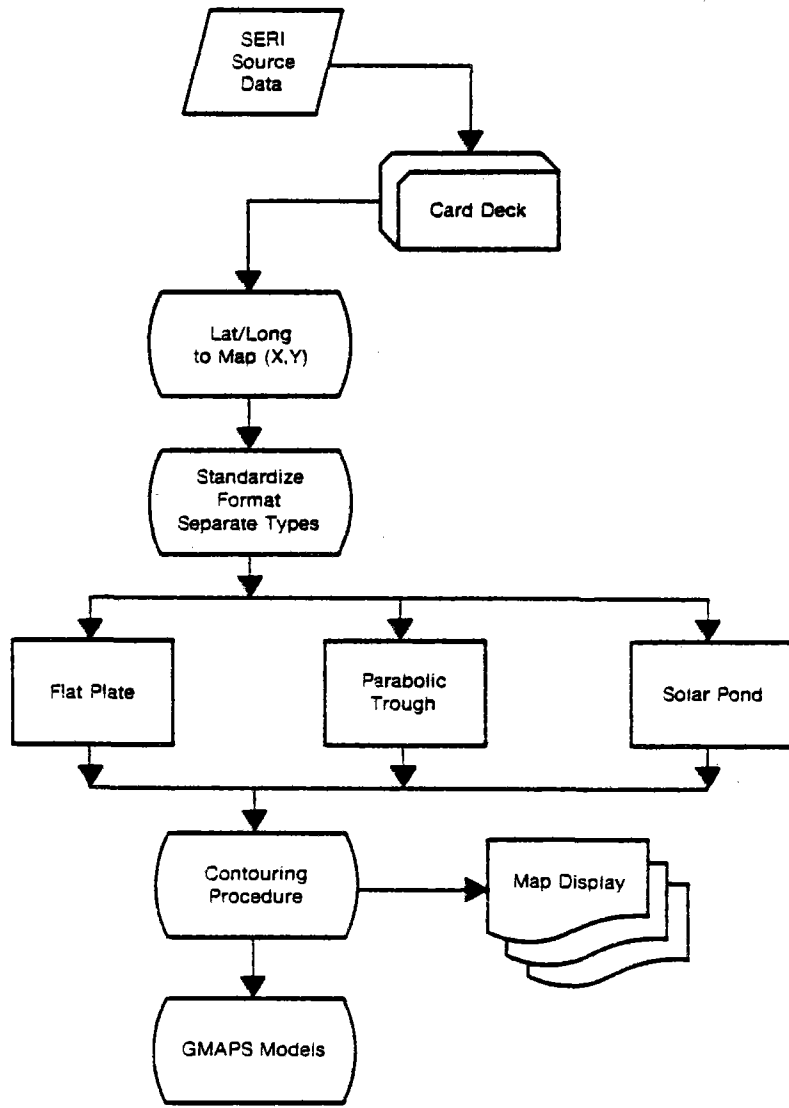 SERI
Source
Data
Card Deck
Lat/Long
to Map (X,Y)
Standardize
Format
Separate Types
Flat Plate
Parabolic
Trough
Solar Pond
Contouring
Procedure
Map Display
GMAPS Models